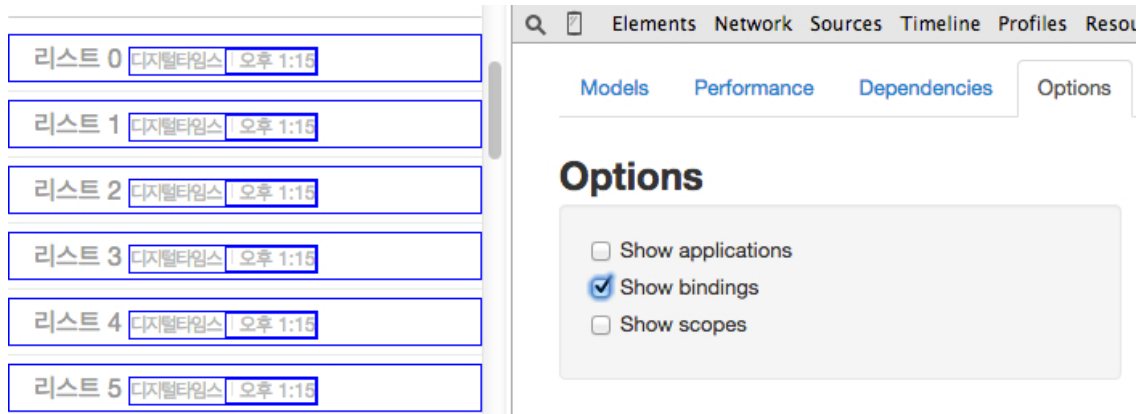 리스트 0 디지털타임스 | 오후 1:15
리스트 1 디지털타임스 | 오후 1:15
리스트 2 디지털타임스 | 오후 1:15
리스트 3 디지털타임스 | 오후 1:15
리스트 4 디지털타임스 | 오후 1:15
리스트 5 디지털타임스 | 오후 1:15
Elements Network Sources Timeline Profiles Resou
Models Performance Dependencies Options
Options
Show applications
Show bindings
Show scopes